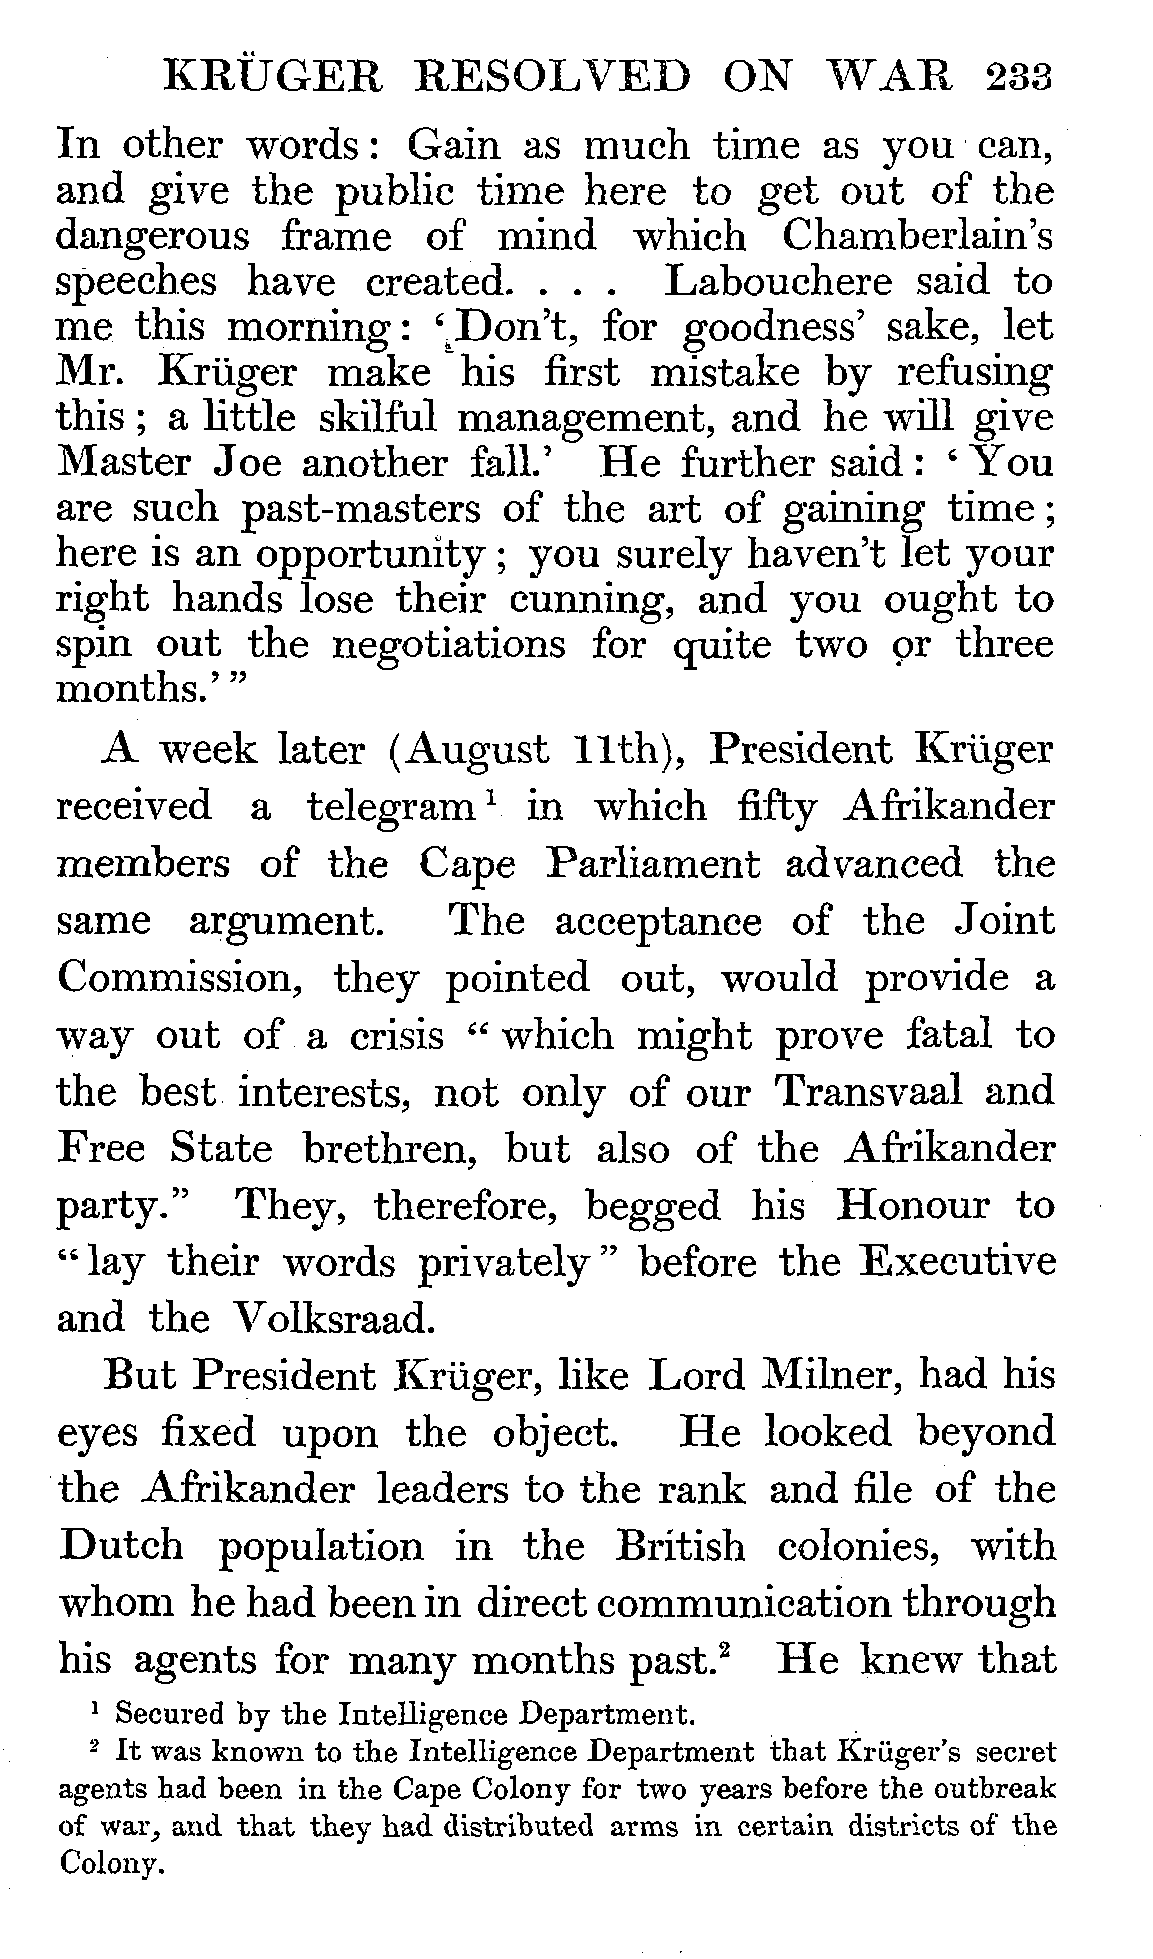 KRÜGER RESOLVED ON WAR 233
In other words: Gain as much time as you can,
and give the public time here to get out of the
dangerous frame of mind which Chamberlain's
speeches have created. . . . Labouchere said to
me this morning: 'Don't, for goodness' sake, let
Mr. Krüger make his first mistake by refusing
this; a little skilful management, and he will give
Master Joe another fall.' He further said: 'You
are such past-masters of the art of gaining time;
here is an opportunity; you surely haven't let your
right hands lose their cunning, and you ought to
spin out the negotiations for quite two or three
months.'"
A week later (August 11th), President Krüger
received a telegram¹ in which fifty Afrikander
members of the Cape Parliament advanced the
same argument. The acceptance of the Joint
Commission, they pointed out, would provide a
way out of a crisis "which might prove fatal to
the best interests, not only of our Transvaal and
Free State brethren, but also of the Afrikander
party." They, therefore, begged his Honour to
"lay their words privately" before the Executive
and the Volksraad.
But President Krüger, like Lord Milner, had his
eyes fixed upon the object. He looked beyond
the Afrikander leaders to the rank and file of the
Dutch population in the British colonies, with
whom he had been in direct communication through
his agents for many months past.² He knew that
¹ Secured by the Intelligence Department.
² It was known to the Intelligence Department that Krüger's secret
agents had been in the Cape Colony for two years before the outbreak
of war, and that they had distributed arms in certain districts of the
Colony.